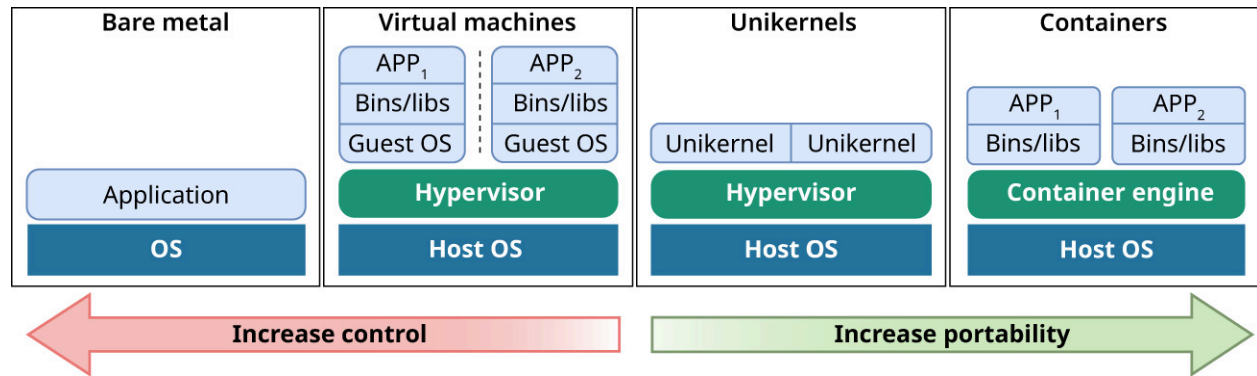 Bare metal
Application
OS
Virtual machines
APP1
Bins/libs
Guest OS
APP2
Bins/libs
Guest OS
Hypervisor
Host OS
Unikernels
Unikernel
Unikernel
Hypervisor
Host OS
Containers
APP1
Bins/libs
APP2
Bins/libs
Container engine
Host OS
Increase control
Increase portability